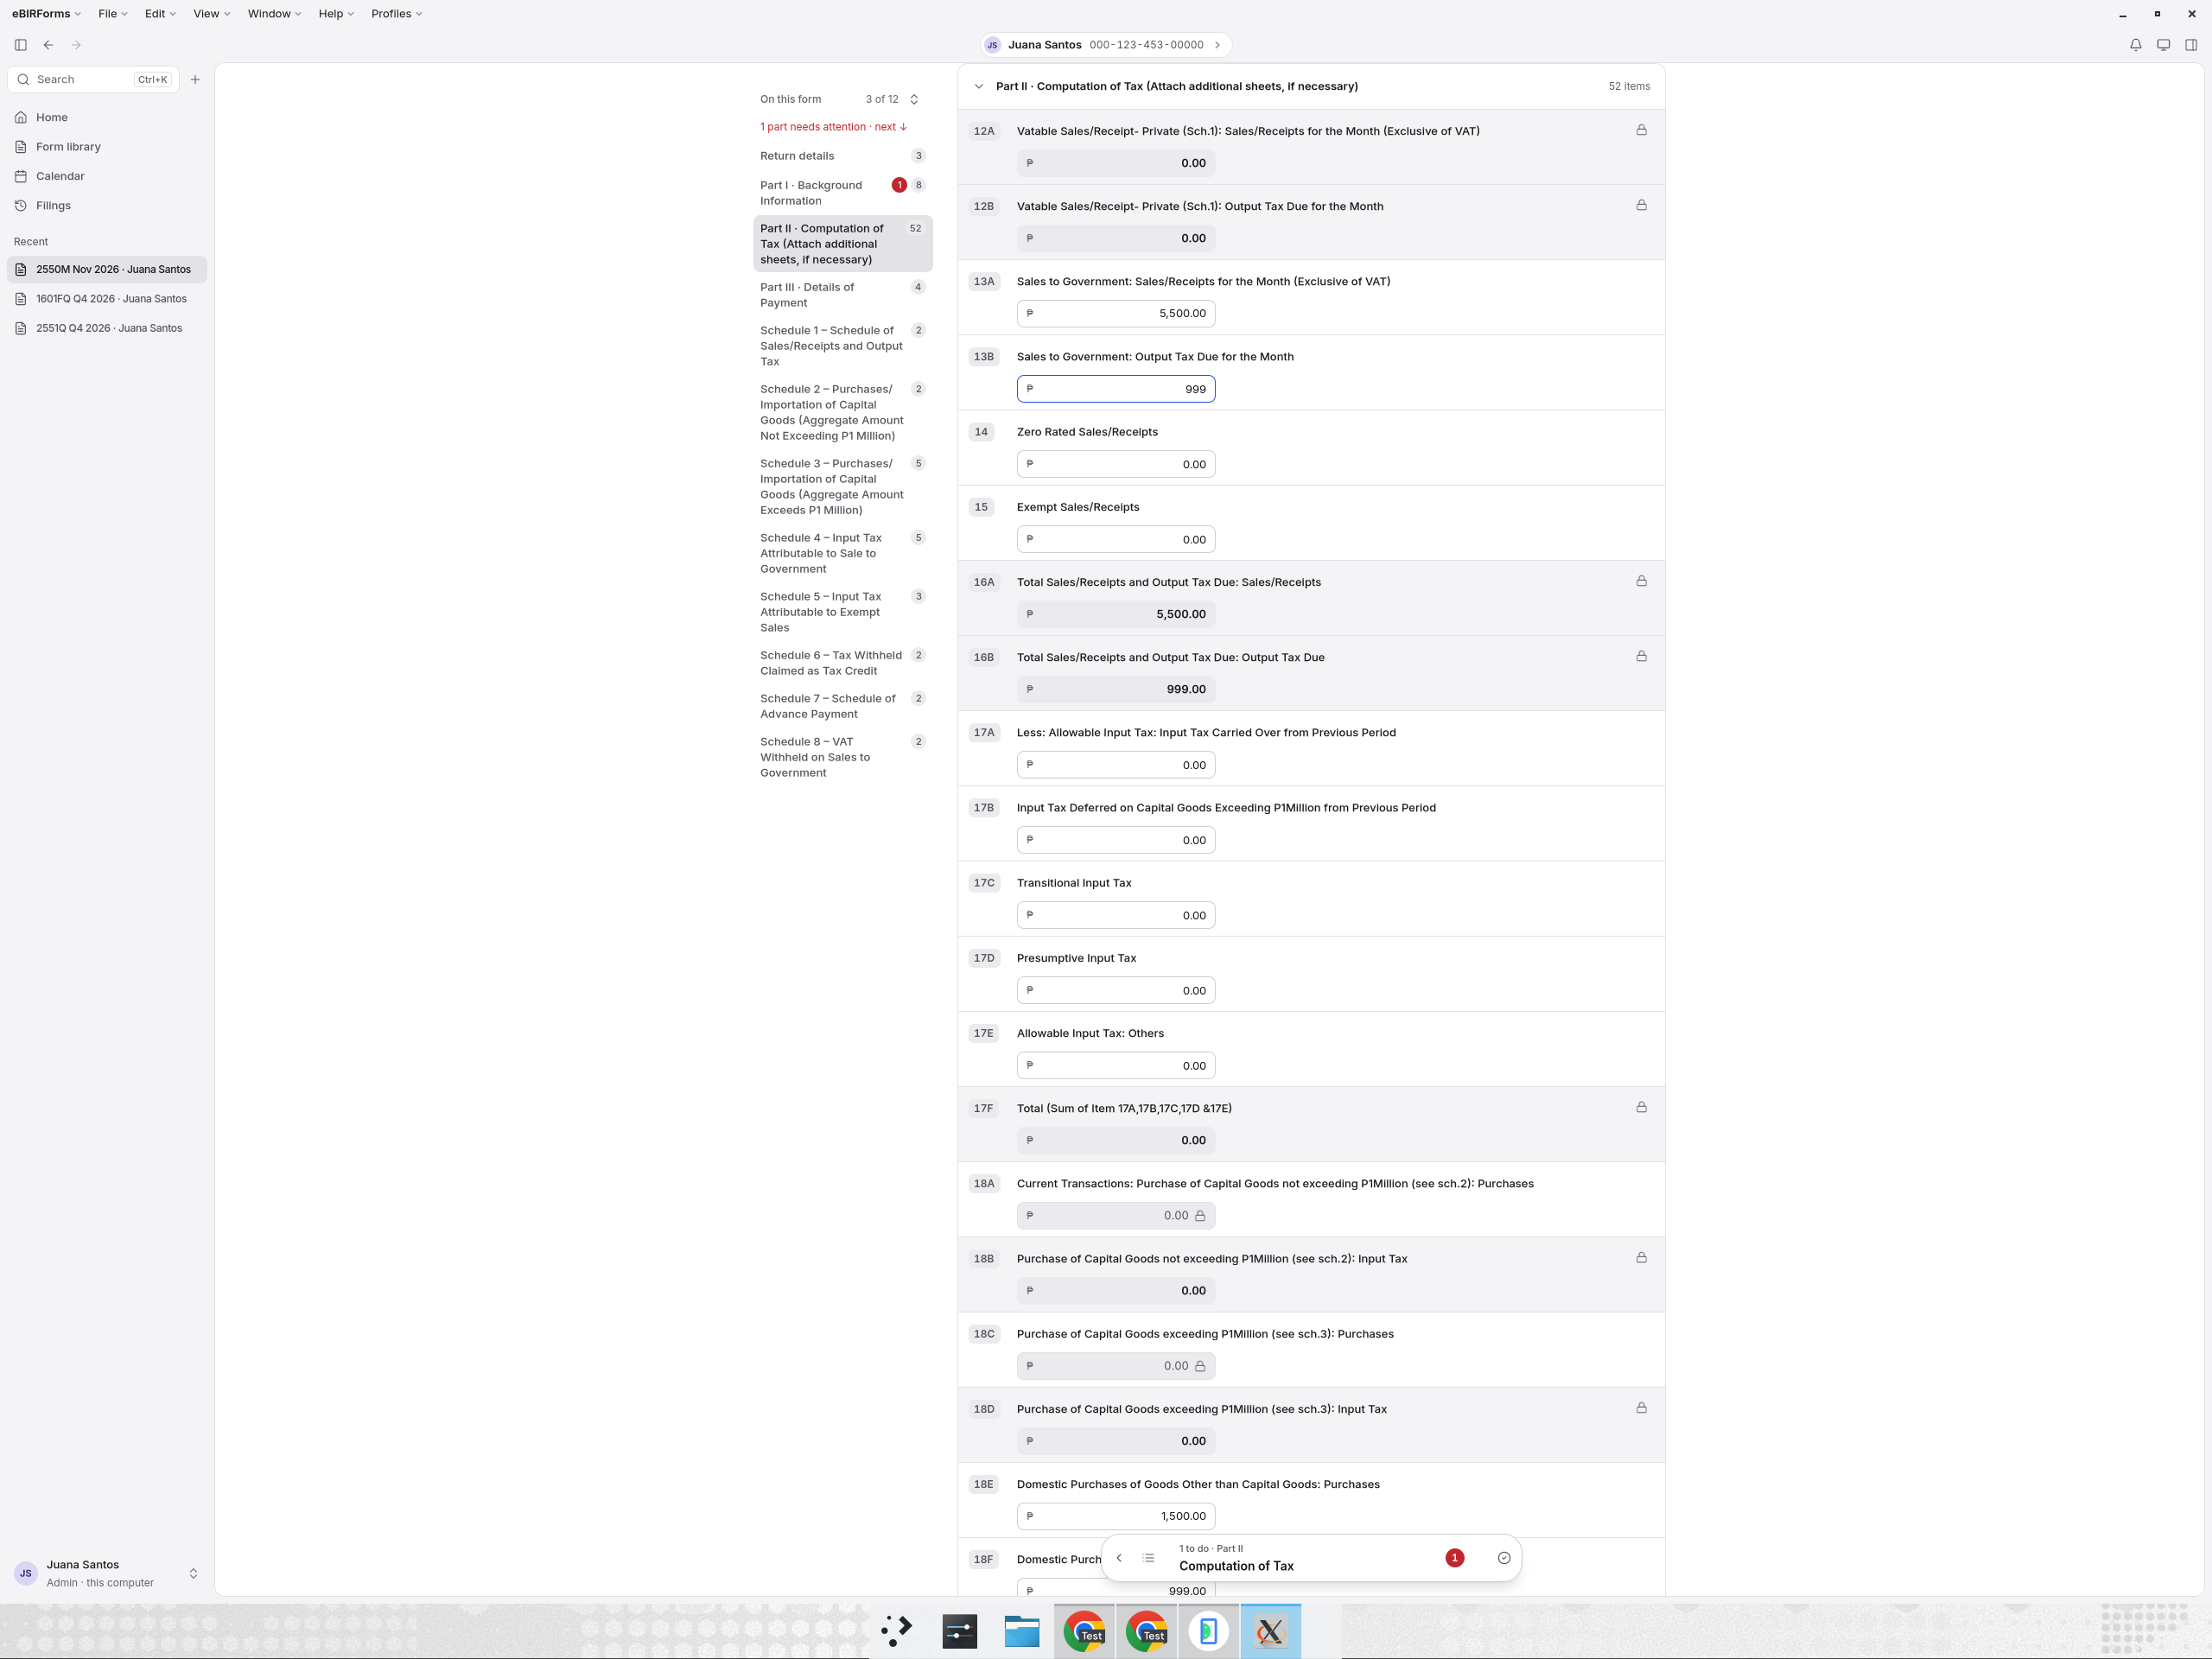 eBIRForms File Edit View Window Help Profiles
JS Juana Santos 000-123-453-00000
Search Ctrl+K
Home
Form library
Calendar
Filings
Recent
2550M Nov 2026 · Juana Santos
1601FQ Q4 2026 · Juana Santos
2551Q Q4 2026 · Juana Santos
JS Juana Santos
Admin · this computer
On this form 3 of 12
1 part needs attention · next ↓
Return details 3
Part I · Background 1 8
Information
Part II · Computation of 52
Tax (Attach additional
sheets, if necessary)
Part III · Details of 4
Payment
Schedule 1 – Schedule of 2
Sales/Receipts and Output
Tax
Schedule 2 – Purchases/ 2
Importation of Capital
Goods (Aggregate Amount
Not Exceeding P1 Million)
Schedule 3 – Purchases/ 5
Importation of Capital
Goods (Aggregate Amount
Exceeds P1 Million)
Schedule 4 – Input Tax 5
Attributable to Sale to
Government
Schedule 5 – Input Tax 3
Attributable to Exempt
Sales
Schedule 6 – Tax Withheld 2
Claimed as Tax Credit
Schedule 7 – Schedule of 2
Advance Payment
Schedule 8 – VAT 2
Withheld on Sales to
Government
Part II · Computation of Tax (Attach additional sheets, if necessary) 52 items
12A Vatable Sales/Receipt- Private (Sch.1): Sales/Receipts for the Month (Exclusive of VAT)
₱ 0.00
12B Vatable Sales/Receipt- Private (Sch.1): Output Tax Due for the Month
₱ 0.00
13A Sales to Government: Sales/Receipts for the Month (Exclusive of VAT)
₱ 5,500.00
13B Sales to Government: Output Tax Due for the Month
₱ 999
14 Zero Rated Sales/Receipts
₱ 0.00
15 Exempt Sales/Receipts
₱ 0.00
16A Total Sales/Receipts and Output Tax Due: Sales/Receipts
₱ 5,500.00
16B Total Sales/Receipts and Output Tax Due: Output Tax Due
₱ 999.00
17A Less: Allowable Input Tax: Input Tax Carried Over from Previous Period
₱ 0.00
17B Input Tax Deferred on Capital Goods Exceeding P1Million from Previous Period
₱ 0.00
17C Transitional Input Tax
₱ 0.00
17D Presumptive Input Tax
₱ 0.00
17E Allowable Input Tax: Others
₱ 0.00
17F Total (Sum of Item 17A,17B,17C,17D &17E)
₱ 0.00
18A Current Transactions: Purchase of Capital Goods not exceeding P1Million (see sch.2): Purchases
₱ 0.00
18B Purchase of Capital Goods not exceeding P1Million (see sch.2): Input Tax
₱ 0.00
18C Purchase of Capital Goods exceeding P1Million (see sch.3): Purchases
₱ 0.00
18D Purchase of Capital Goods exceeding P1Million (see sch.3): Input Tax
₱ 0.00
18E Domestic Purchases of Goods Other than Capital Goods: Purchases
₱ 1,500.00
18F Domestic Purch
₱ 999.00
1 to do · Part II
Computation of Tax 1
Test Test